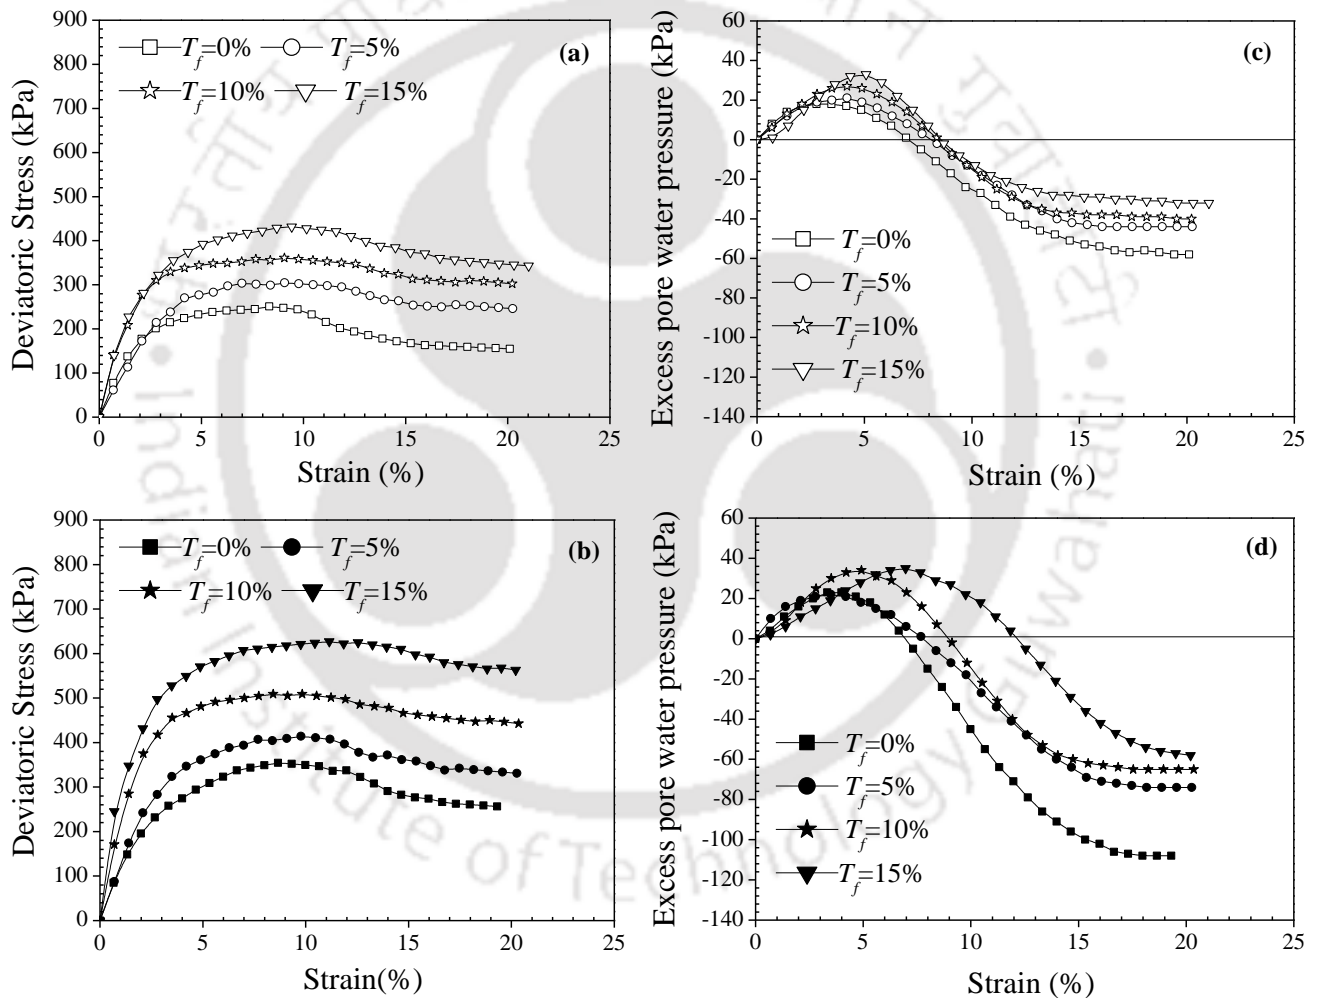 900
800
700
600
500
400
300
200
100
0
0 5 10 15 20 25
Deviatoric Stress (kPa)
Strain (%)
T_f=0% T_f=5%
T_f=10% T_f=15%
(a)
60
40
20
0
-20
-40
-60
-80
-100
-120
-140
0 5 10 15 20 25
Excess pore water pressure (kPa)
Strain (%)
(c)
T_f=0%
T_f=5%
T_f=10%
T_f=15%
900
800
700
600
500
400
300
200
100
0
0 5 10 15 20 25
Deviatoric Stress (kPa)
Strain(%)
T_f=0% T_f=5%
T_f=10% T_f=15%
(b)
60
40
20
0
-20
-40
-60
-80
-100
-120
-140
0 5 10 15 20 25
Excess pore water pressure (kPa)
Strain (%)
(d)
T_f=0%
T_f=5%
T_f=10%
T_f=15%
Indian Institute of Technology Guwahati